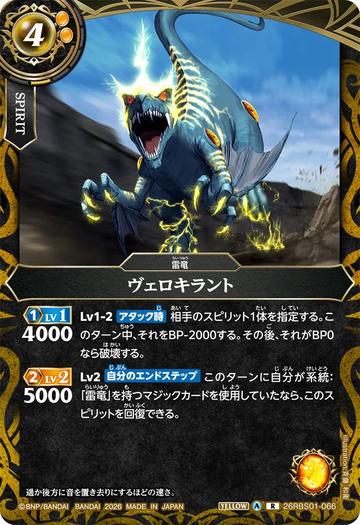 4
SPIRIT
雷竜
ヴェロキラント
1 LV1
4000
Lv1-2 アタック時 相手のスピリット1体を指定する。こ
のターン中、それをBP-2000する。その後、それがBP0
なら破壊する。
2 LV2
5000
Lv2 自分のエンドステップ このターンに自分が系統:
「雷竜」を持つマジックカードを使用していたなら、このス
ピリットを回復できる。
遥か後方に音を置き去りにするほどの速さ。
©BNP/BANDAI BANDAI 2026 MADE IN JAPAN
YELLOW A R 26RBS01-066